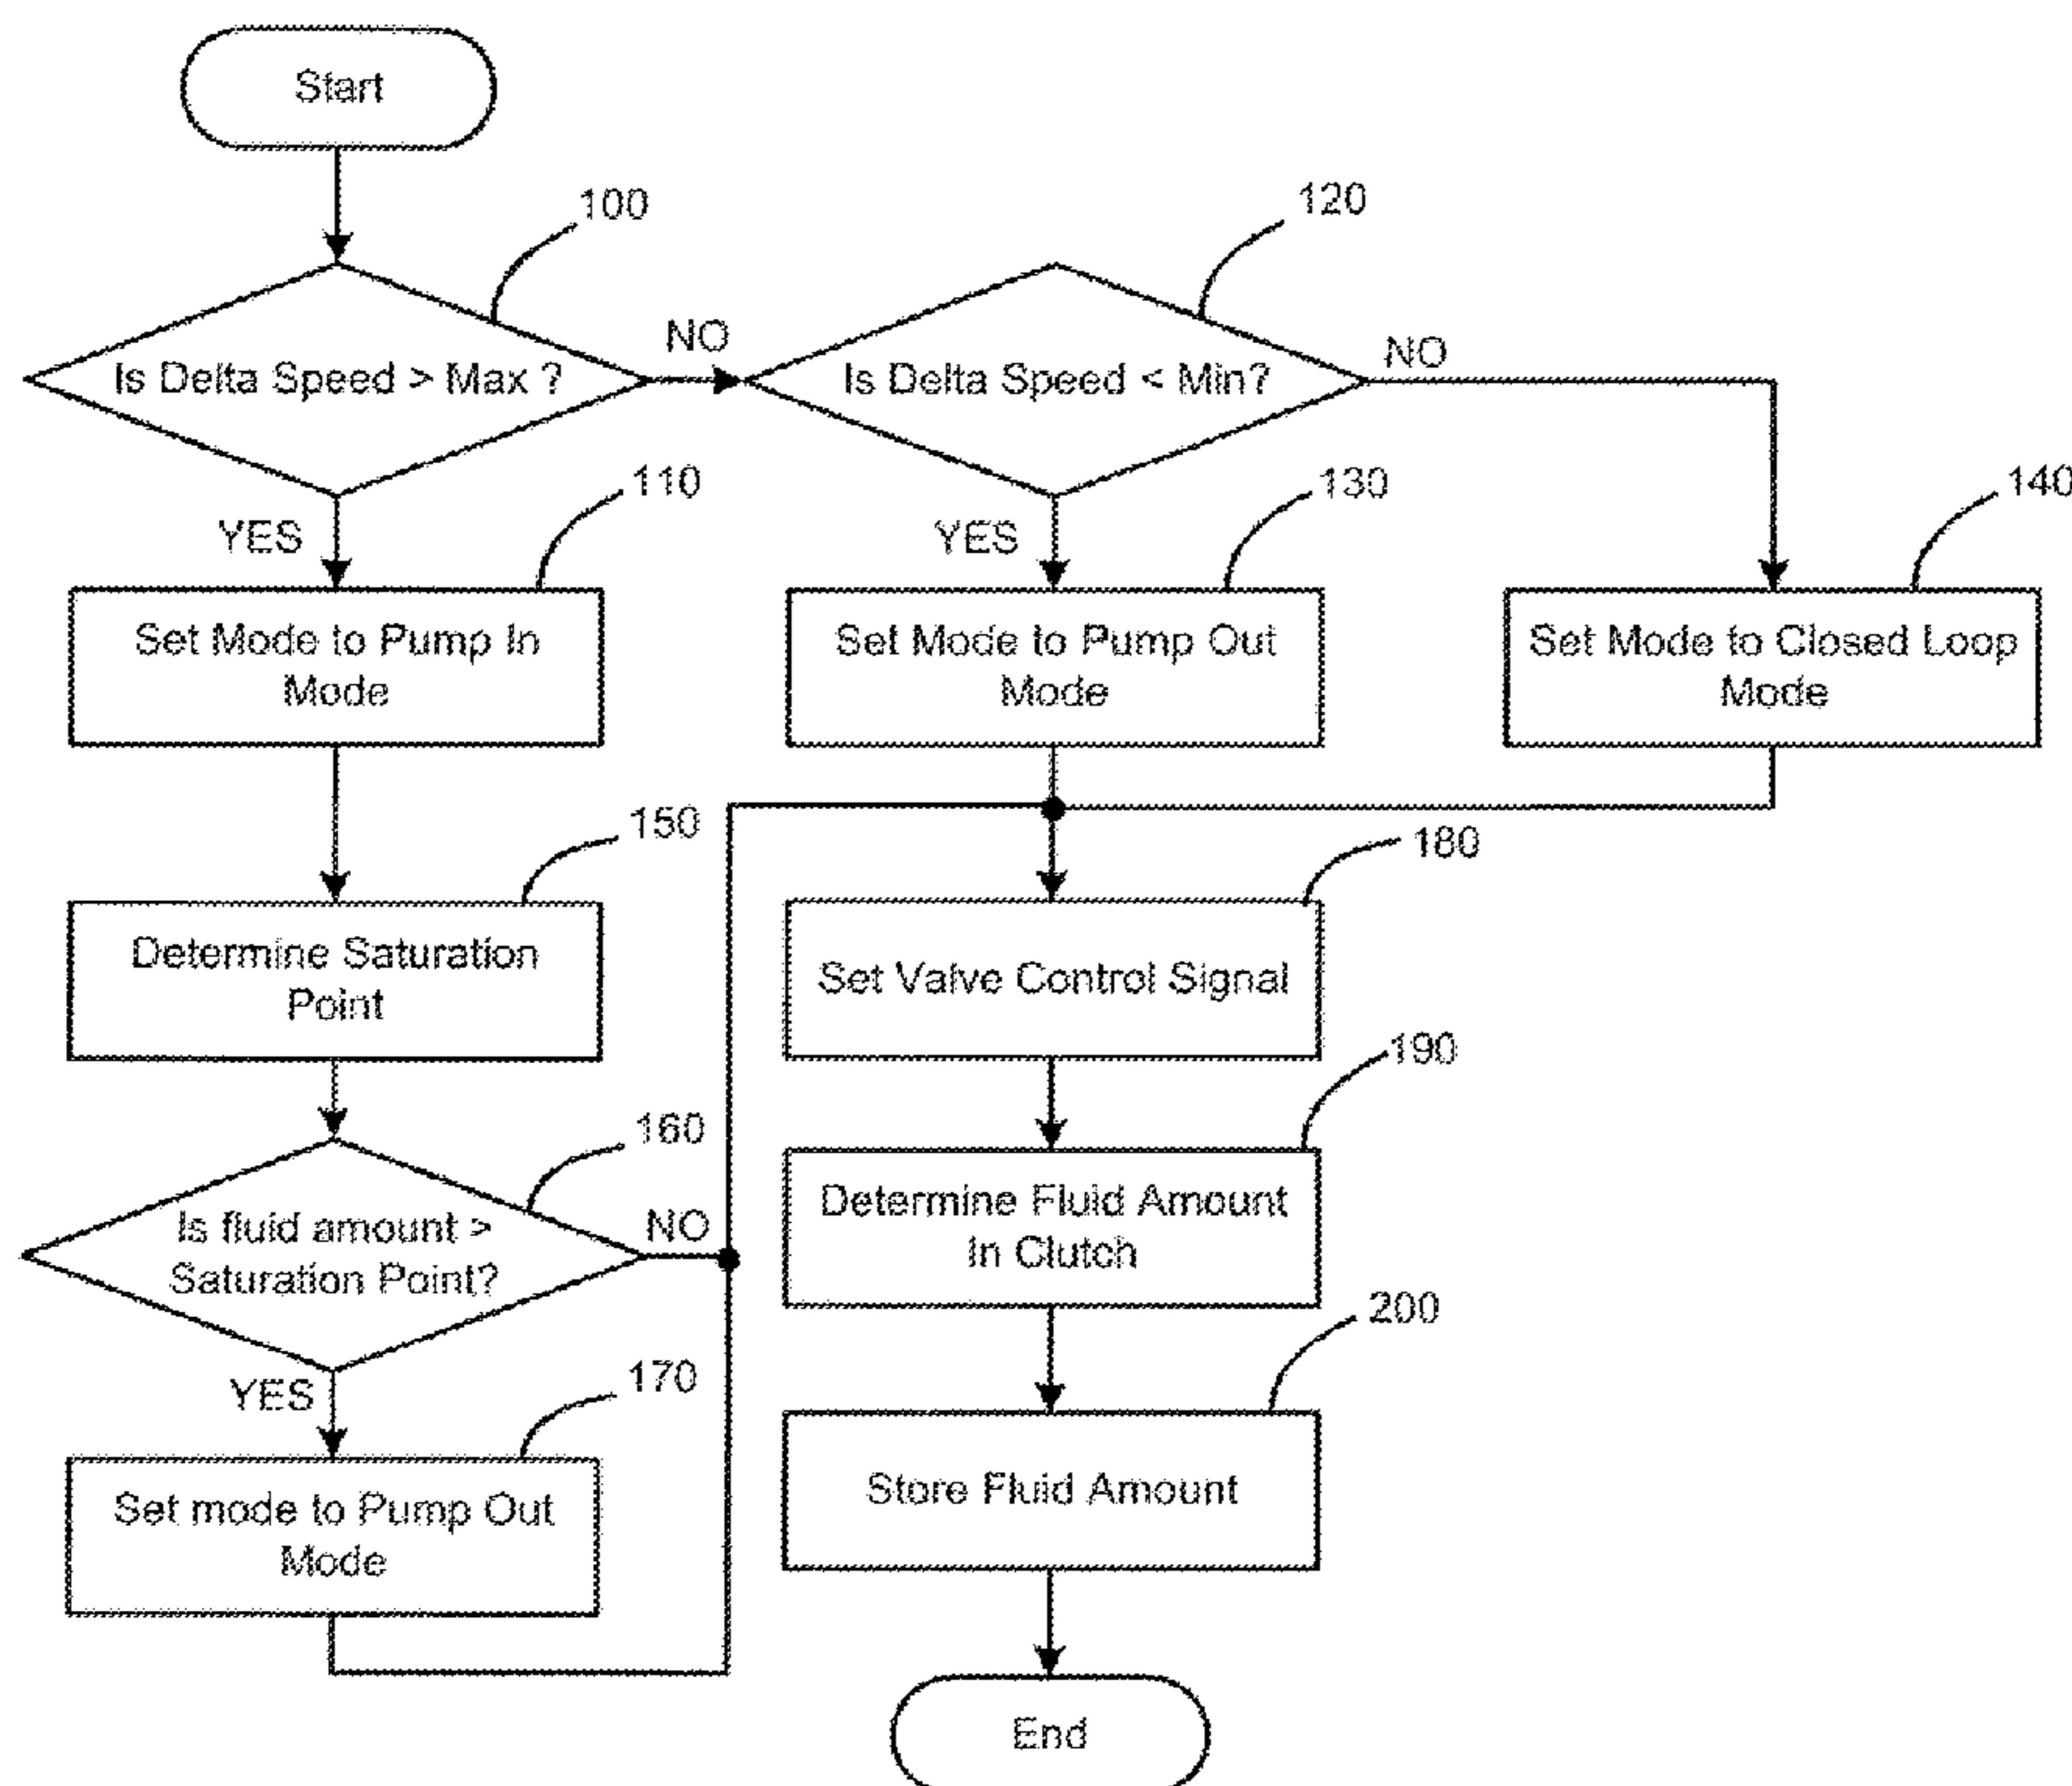 Start
100
120
Is Delta Speed > Max ?
NO
Is Delta Speed < Min?
NO
YES
110
YES
130
140
Set Mode to Pump In
Mode
Set Mode to Pump Out
Mode
Set Mode to Closed Loop
Mode
150
180
Determine Saturation
Point
Set Valve Control Signal
190
160
Is fluid amount >
Saturation Point?
NO
Determine Fluid Amount
In Clutch
200
YES
170
Set mode to Pump Out
Mode
Store Fluid Amount
End